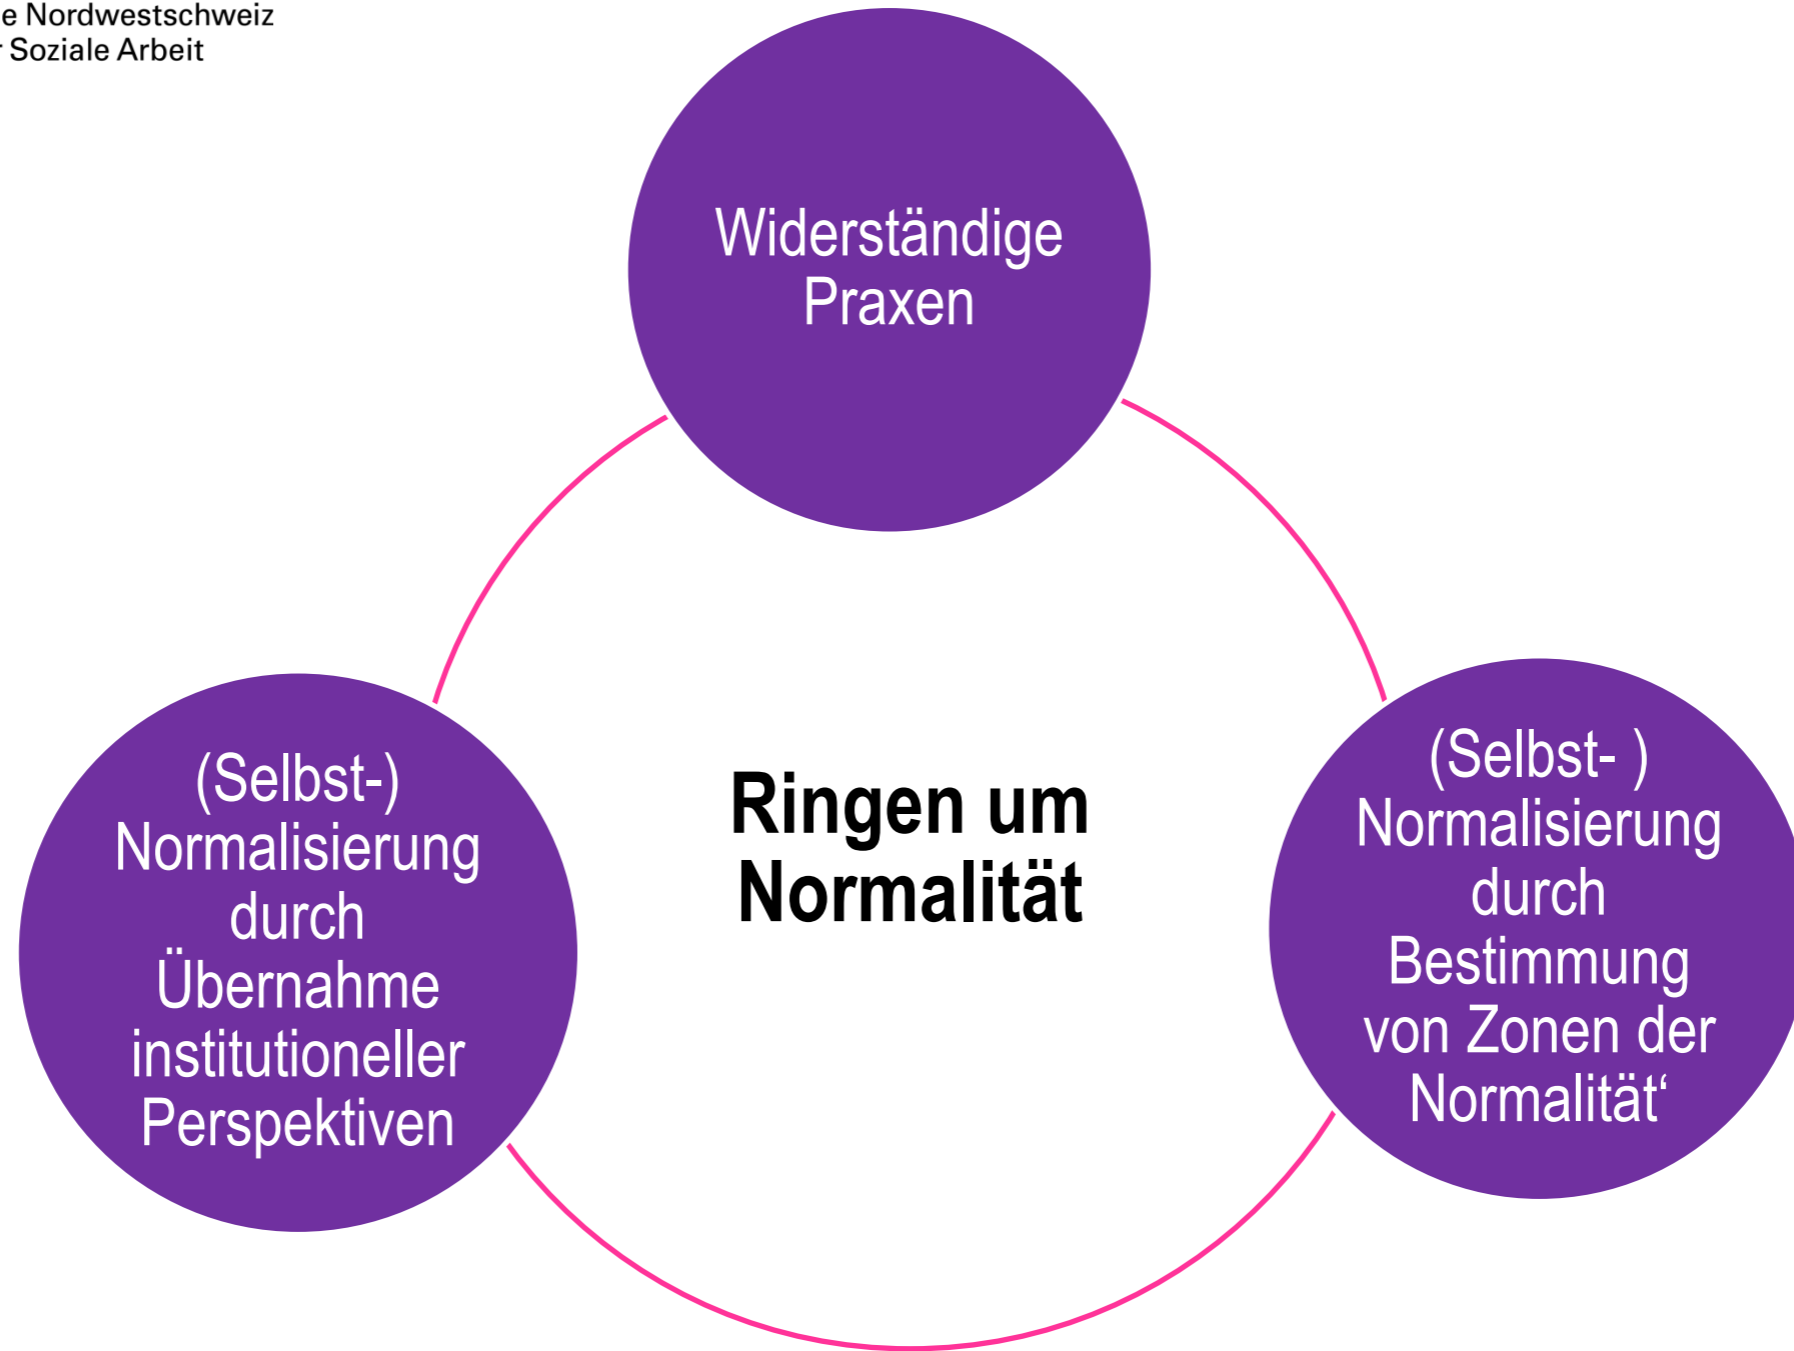 e Nordwestschweiz
r Soziale Arbeit
Widerständige
Praxen
(Selbst-)
Normalisierung
durch
Übernahme
institutioneller
Perspektiven
Ringen um
Normalität
(Selbst- )
Normalisierung
durch
Bestimmung
von Zonen der
Normalität‘